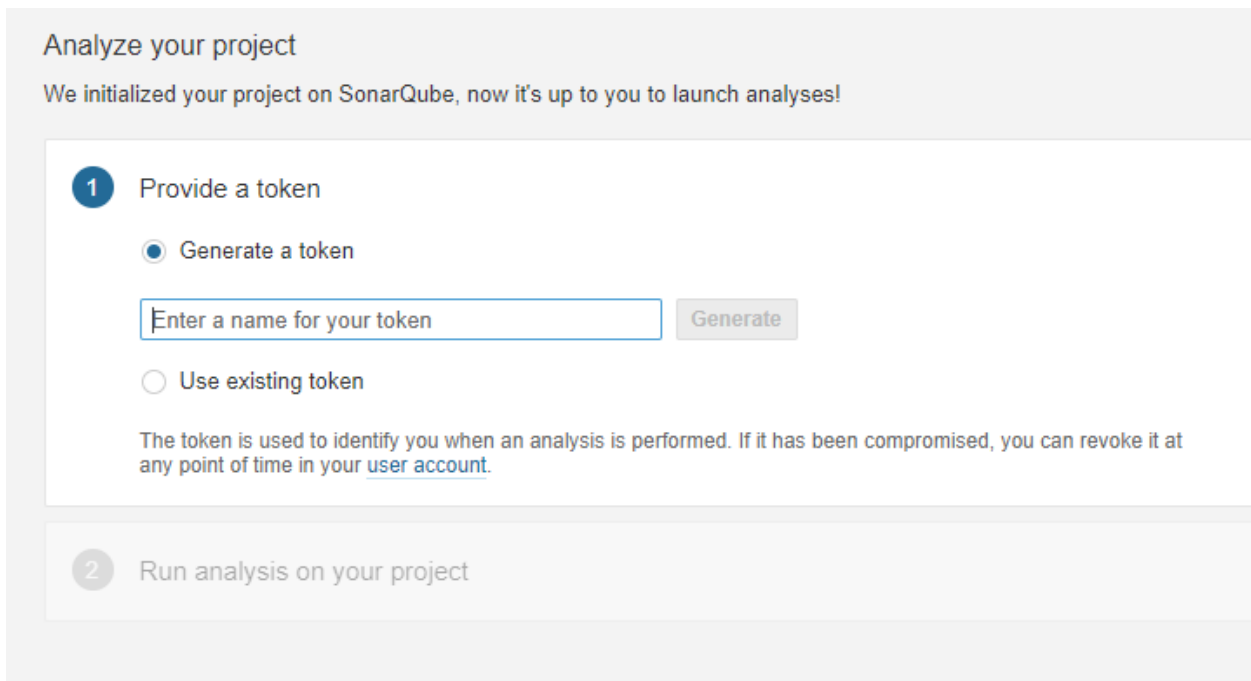 Analyze your project
We initialized your project on SonarQube, now it's up to you to launch analyses!
1 Provide a token
Generate a token
Enter a name for your token Generate
Use existing token
The token is used to identify you when an analysis is performed. If it has been compromised, you can revoke it at
any point of time in your user account.
2 Run analysis on your project